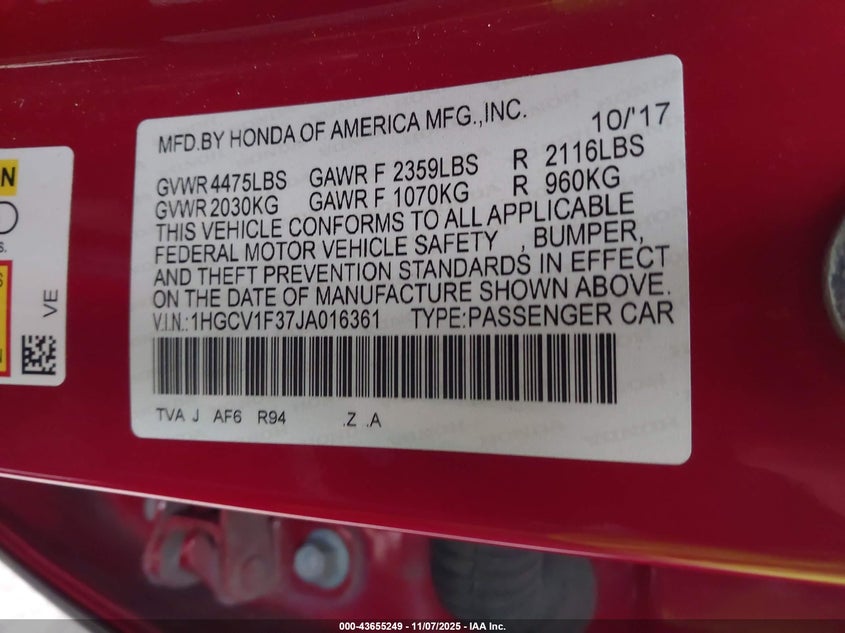 MFD.BY HONDA OF AMERICA MFG.,INC. 10/'17
GVWR 4475LBS GAWR F 2359LBS R 2116LBS
GVWR 2030KG GAWR F 1070KG R 960KG
THIS VEHICLE CONFORMS TO ALL APPLICABLE
FEDERAL MOTOR VEHICLE SAFETY , BUMPER,
AND THEFT PREVENTION STANDARDS IN EFFECT
ON THE DATE OF MANUFACTURE SHOWN ABOVE.
V.I.N.:1HGCV1F37JA016361 TYPE:PASSENGER CAR
TVA J AF6 R94 .Z .A
VE
000-43655249 - 11/07/2025 - IAA Inc.